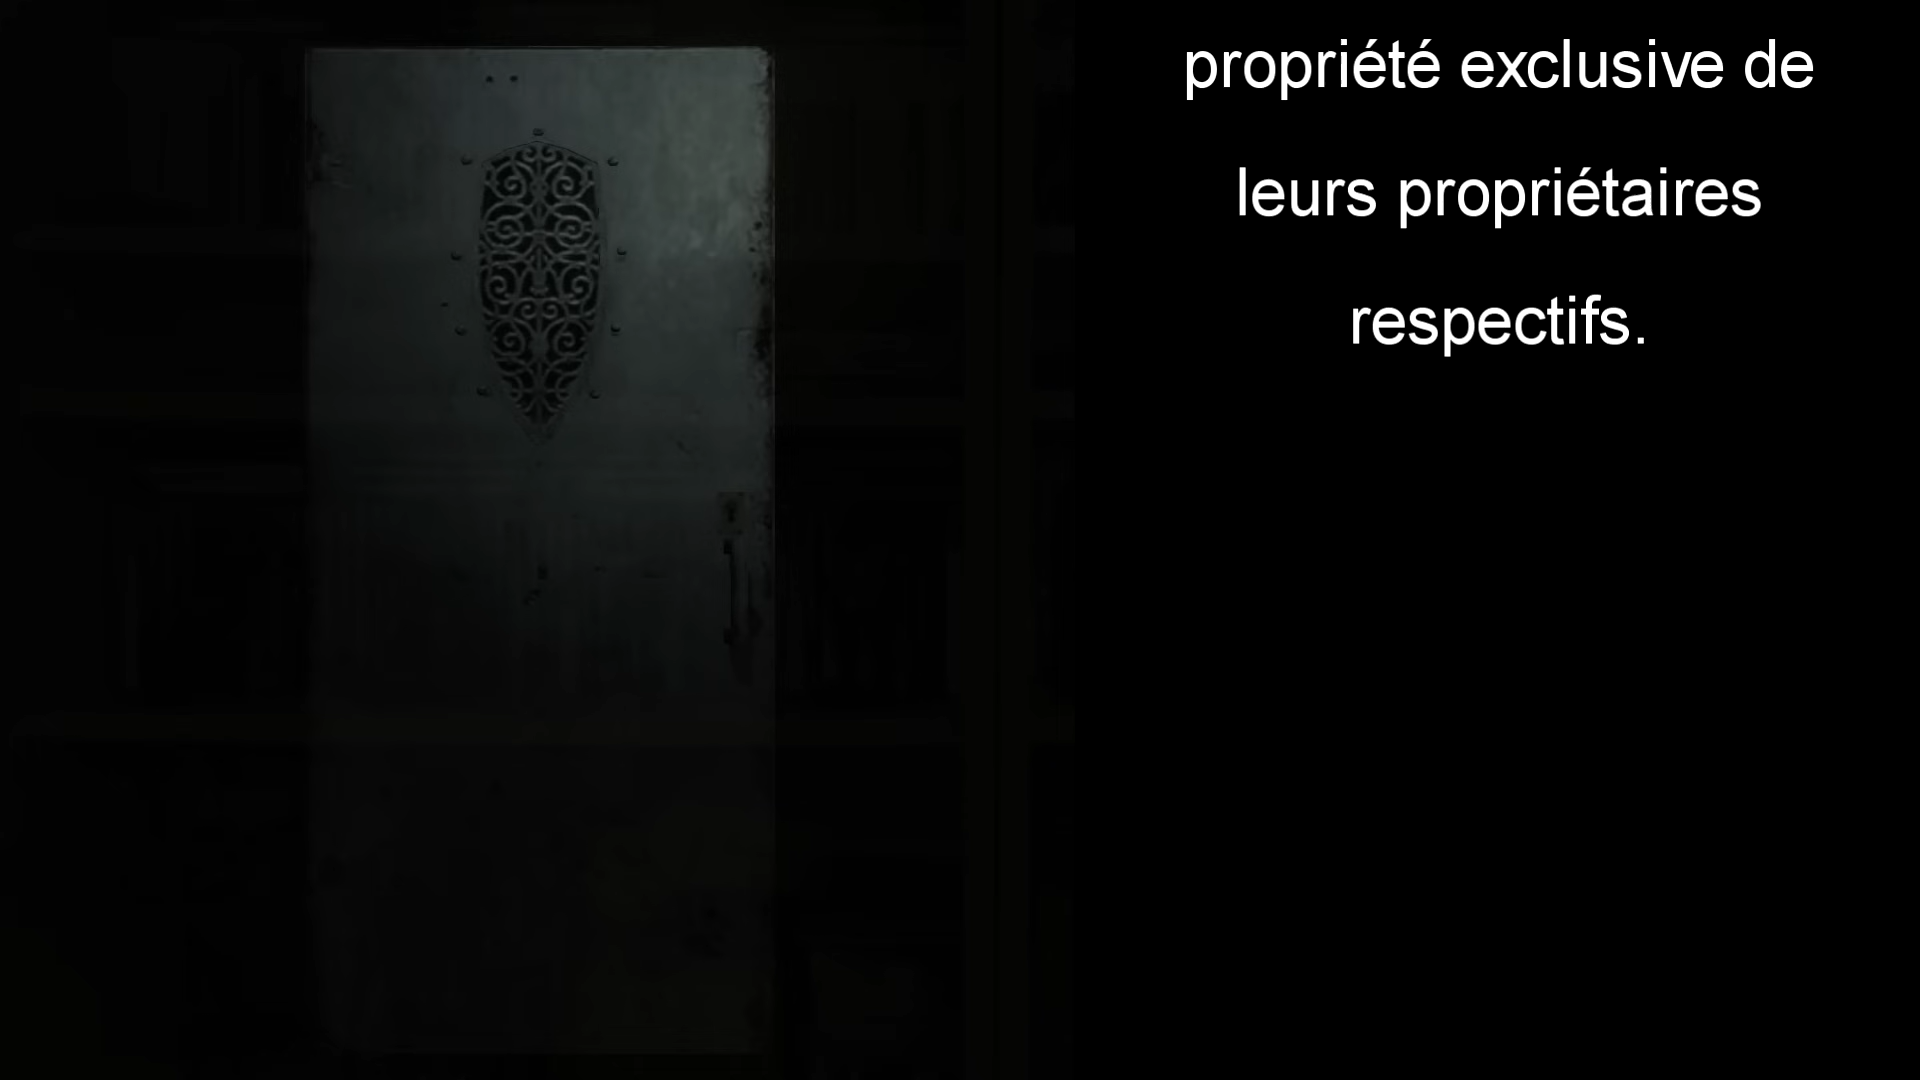 propriété exclusive de
leurs propriétaires
respectifs.